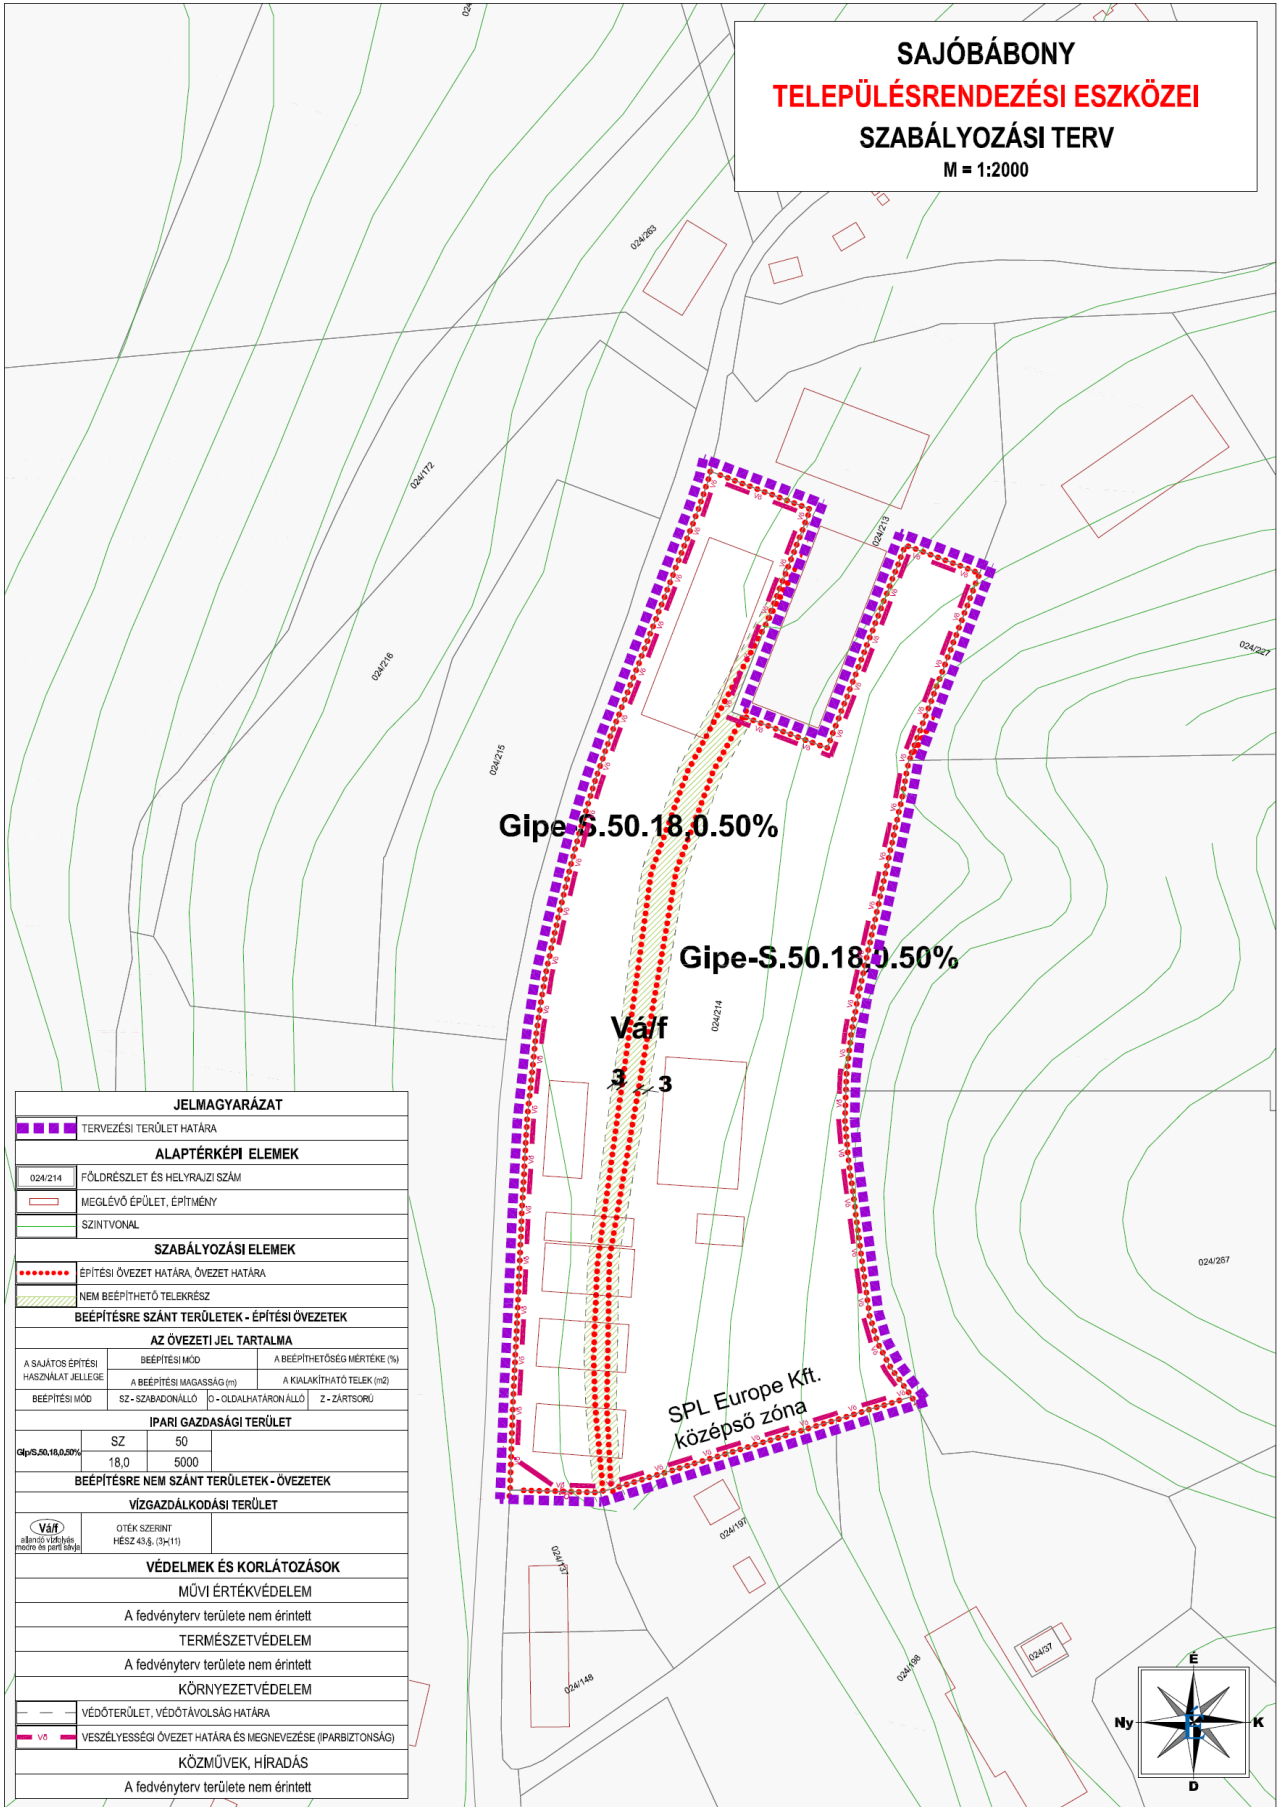 SAJÓBÁBONY
TELEPÜLÉSRENDEZÉSI ESZKÖZEI
SZABÁLYOZÁSI TERV
M = 1:2000
024/263
024/172
024/213
024/216
024/227
024/215
Gipe-S.50.18,0.50%
Gipe-S.50.18,0.50%
024/214
Vá/f
3
3
024/267
SPL Europe Kft.
középső zóna
024/197
024/137
024/148
024/198
024/37
JELMAGYARÁZAT
TERVEZÉSI TERÜLET HATÁRA
ALAPTÉRKÉPI ELEMEK
024/214 FÖLDRÉSZLET ÉS HELYRAJZI SZÁM
MEGLÉVŐ ÉPÜLET, ÉPÍTMÉNY
SZINTVONAL
SZABÁLYOZÁSI ELEMEK
ÉPÍTÉSI ÖVEZET HATÁRA, ÖVEZET HATÁRA
NEM BEÉPÍTHETŐ TELEKRÉSZ
BEÉPÍTÉSRE SZÁNT TERÜLETEK - ÉPÍTÉSI ÖVEZETEK
AZ ÖVEZETI JEL TARTALMA
A SAJÁTOS ÉPÍTÉSI HASZNÁLAT JELLEGE
BEÉPÍTÉSI MÓD A BEÉPÍTHETŐSÉG MÉRTÉKE (%)
A BEÉPÍTÉSI MAGASSÁG (m) A KIALAKÍTHATÓ TELEK (m2)
BEÉPÍTÉSI MÓD SZ - SZABADONÁLLÓ O - OLDALHATÁRON ÁLLÓ Z - ZÁRTSORÚ
IPARI GAZDASÁGI TERÜLET
Gip/S,50,18,0,50% SZ 50
18,0 5000
BEÉPÍTÉSRE NEM SZÁNT TERÜLETEK - ÖVEZETEK
VÍZGAZDÁLKODÁSI TERÜLET
Vá/f
állandó vízfolyás
medre és parti sávja
OTÉK SZERINT
HÉSZ 43.§. (3)-(11)
VÉDELMEK ÉS KORLÁTOZÁSOK
MŰVI ÉRTÉKVÉDELEM
A fedvényterv területe nem érintett
TERMÉSZETVÉDELEM
A fedvényterv területe nem érintett
KÖRNYEZETVÉDELEM
VÉDŐTERÜLET, VÉDŐTÁVOLSÁG HATÁRA
Vö VESZÉLYESSÉGI ÖVEZET HATÁRA ÉS MEGNEVEZÉSE (IPARBIZTONSÁG)
KÖZMŰVEK, HÍRADÁS
A fedvényterv területe nem érintett
É
Ny
K
D
É